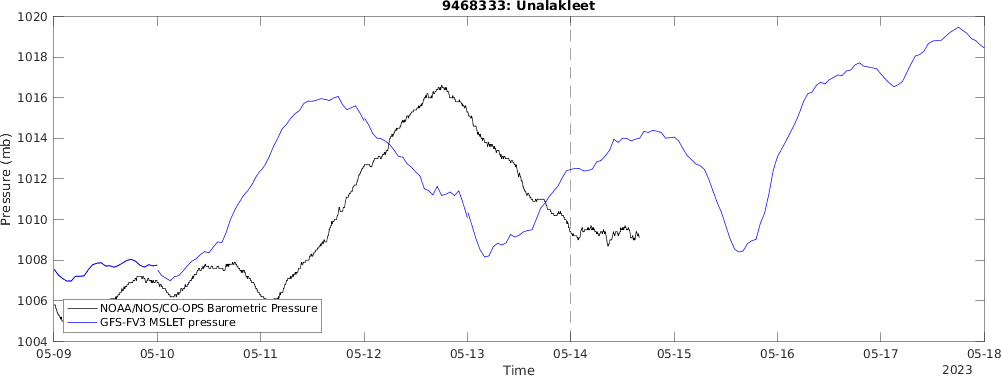 9468333: Unalakleet
1020
1018
1016
1014
1012
1010
1008
1006
1004
Pressure (mb)
NOAA/NOS/CO-OPS Barometric Pressure
GFS-FV3 MSLET pressure
05-09 05-10 05-11 05-12 05-13 05-14 05-15 05-16 05-17 05-18
Time
2023